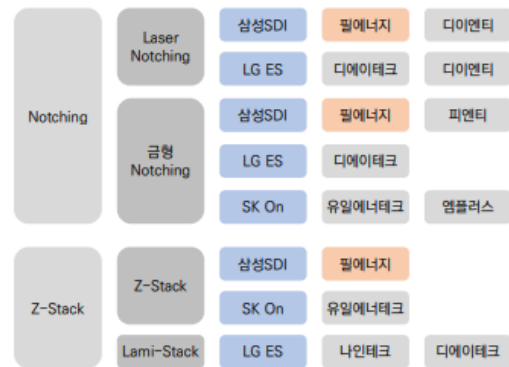 Notching
Laser
Notching
삼성SDI 필에너지 디이엔티
LG ES 디에이테크 디이엔티
금형
Notching
삼성SDI 필에너지 피엔티
LG ES 디에이테크
SK On 유일에너테크 엠플러스
Z-Stack
Z-Stack
삼성SDI 필에너지
SK On 유일에너테크
Lami-Stack LG ES 나인테크 디에이테크